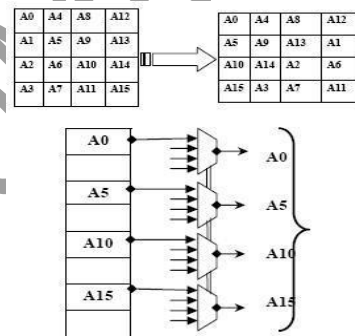 A0 A4 A8 A12
A1 A5 A9 A13
A2 A6 A10 A14
A3 A7 A11 A15
A0 A4 A8 A12
A5 A9 A13 A1
A10 A14 A2 A6
A15 A3 A7 A11
A0 A0
A5 A5
A10 A10
A15 A15